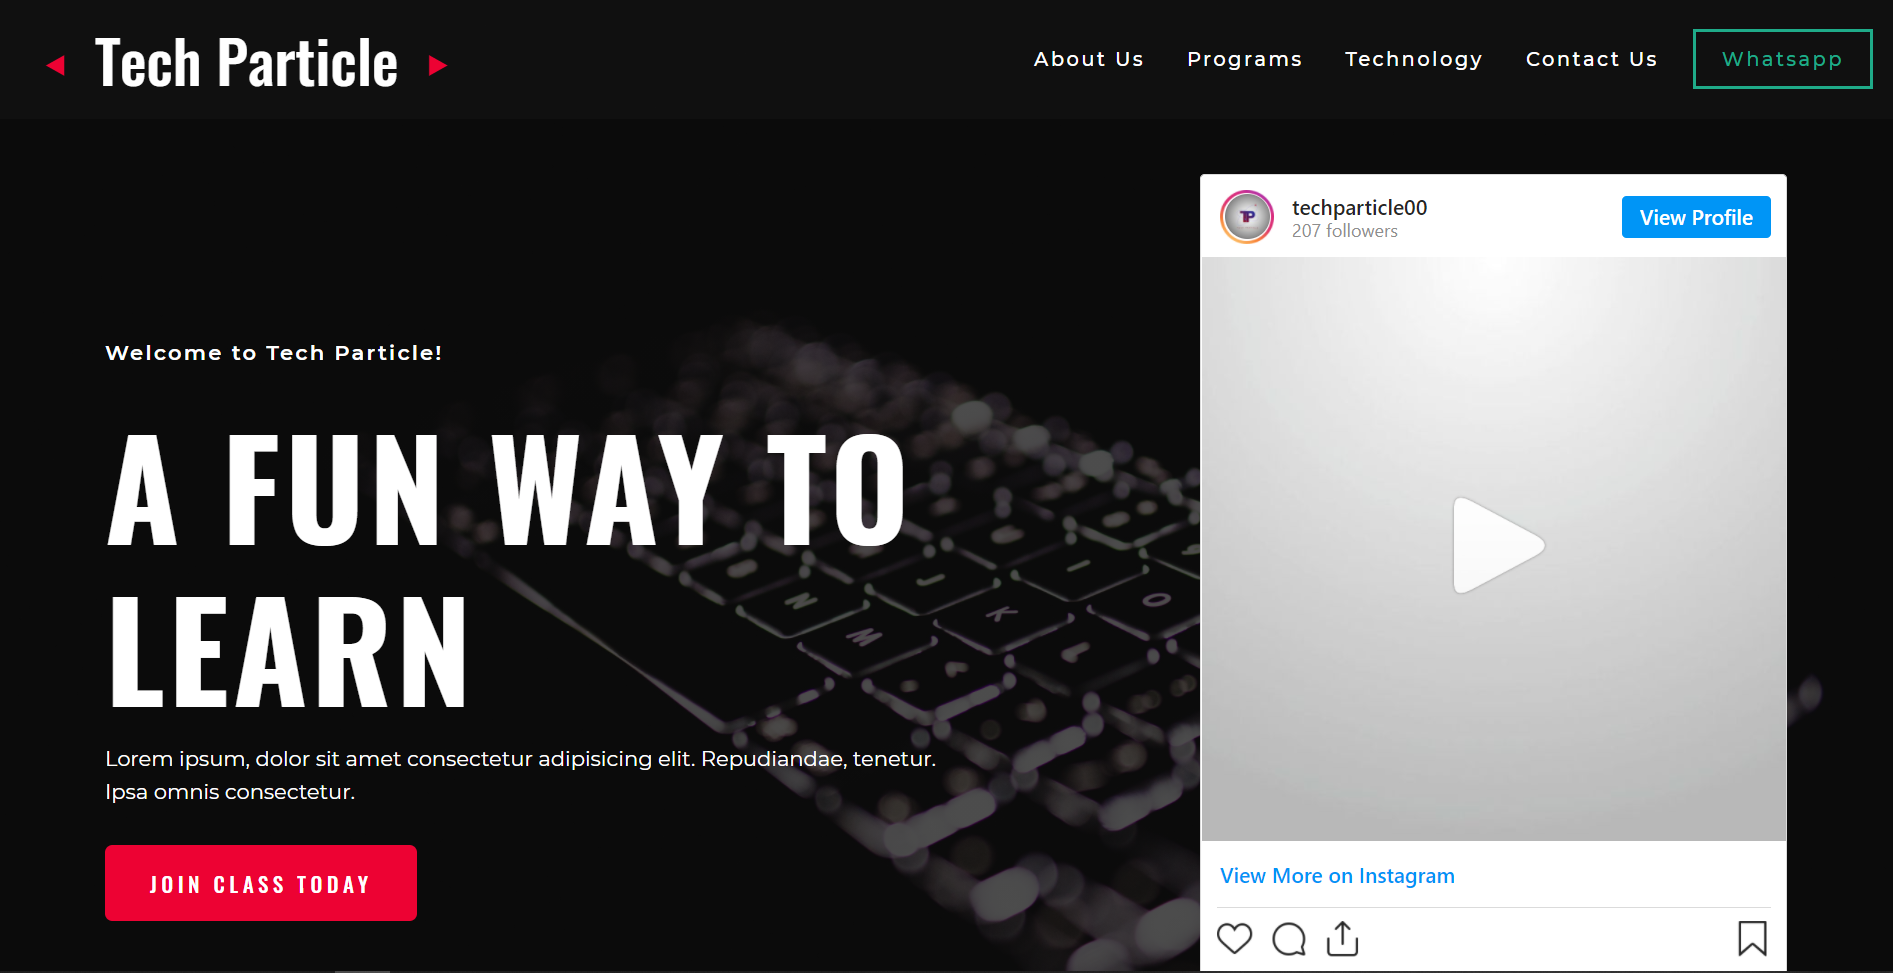 Tech Particle
About Us
Programs
Technology
Contact Us
Whatsapp
TP
techparticle00
207 followers
View Profile
Welcome to Tech Particle!
A FUN WAY TO
LEARN
Lorem ipsum, dolor sit amet consectetur adipisicing elit. Repudiandae, tenetur.
Ipsa omnis consectetur.
JOIN CLASS TODAY
N
J
I
M
K
O
L
View More on Instagram